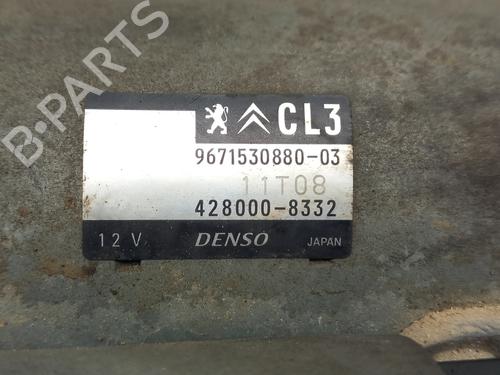 CL3
9671530880-03
11T08
428000-8332
12 V DENSO JAPAN
B-PARTS